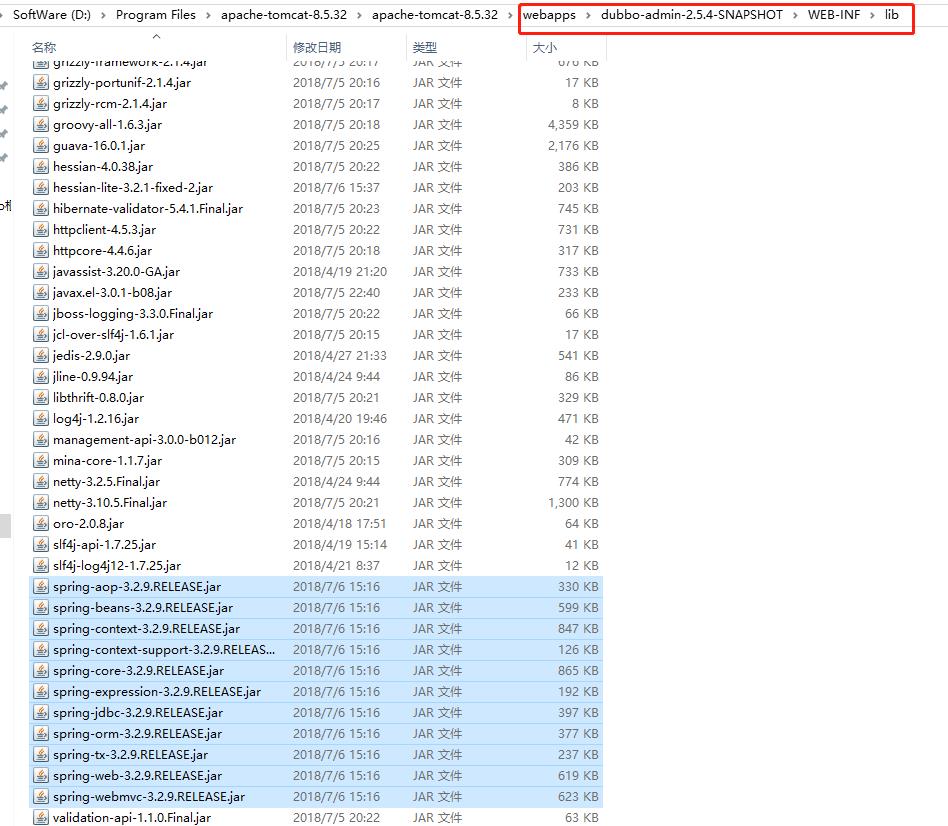 SoftWare (D:) > Program Files > apache-tomcat-8.5.32 > apache-tomcat-8.5.32 > webapps > dubbo-admin-2.5.4-SNAPSHOT > WEB-INF > lib
名称 修改日期 类型 大小
grizzly-framework-2.1.4.jar 2018/7/5 20:17 JAR 文件 676 KB
grizzly-portunif-2.1.4.jar 2018/7/5 20:16 JAR 文件 17 KB
grizzly-rcm-2.1.4.jar 2018/7/5 20:17 JAR 文件 8 KB
groovy-all-1.6.3.jar 2018/7/5 20:18 JAR 文件 4,359 KB
guava-16.0.1.jar 2018/7/5 20:25 JAR 文件 2,176 KB
hessian-4.0.38.jar 2018/7/5 20:22 JAR 文件 386 KB
hessian-lite-3.2.1-fixed-2.jar 2018/7/6 15:37 JAR 文件 203 KB
hibernate-validator-5.4.1.Final.jar 2018/7/5 20:23 JAR 文件 745 KB
httpclient-4.5.3.jar 2018/7/5 20:22 JAR 文件 731 KB
httpcore-4.4.6.jar 2018/7/5 20:18 JAR 文件 317 KB
javassist-3.20.0-GA.jar 2018/4/19 21:20 JAR 文件 733 KB
javax.el-3.0.1-b08.jar 2018/7/5 22:40 JAR 文件 233 KB
jboss-logging-3.3.0.Final.jar 2018/7/5 20:22 JAR 文件 66 KB
jcl-over-slf4j-1.6.1.jar 2018/7/5 20:15 JAR 文件 17 KB
jedis-2.9.0.jar 2018/4/27 21:33 JAR 文件 541 KB
jline-0.9.94.jar 2018/4/24 9:44 JAR 文件 86 KB
libthrift-0.8.0.jar 2018/7/5 20:21 JAR 文件 329 KB
log4j-1.2.16.jar 2018/4/20 19:46 JAR 文件 471 KB
management-api-3.0.0-b012.jar 2018/7/5 20:16 JAR 文件 42 KB
mina-core-1.1.7.jar 2018/7/5 20:15 JAR 文件 309 KB
netty-3.2.5.Final.jar 2018/4/24 9:44 JAR 文件 774 KB
netty-3.10.5.Final.jar 2018/7/5 20:21 JAR 文件 1,300 KB
oro-2.0.8.jar 2018/4/18 17:51 JAR 文件 64 KB
slf4j-api-1.7.25.jar 2018/4/19 15:14 JAR 文件 41 KB
slf4j-log4j12-1.7.25.jar 2018/4/21 8:37 JAR 文件 12 KB
spring-aop-3.2.9.RELEASE.jar 2018/7/6 15:16 JAR 文件 330 KB
spring-beans-3.2.9.RELEASE.jar 2018/7/6 15:16 JAR 文件 599 KB
spring-context-3.2.9.RELEASE.jar 2018/7/6 15:16 JAR 文件 847 KB
spring-context-support-3.2.9.RELEAS... 2018/7/6 15:16 JAR 文件 126 KB
spring-core-3.2.9.RELEASE.jar 2018/7/6 15:16 JAR 文件 865 KB
spring-expression-3.2.9.RELEASE.jar 2018/7/6 15:16 JAR 文件 192 KB
spring-jdbc-3.2.9.RELEASE.jar 2018/7/6 15:16 JAR 文件 397 KB
spring-orm-3.2.9.RELEASE.jar 2018/7/6 15:16 JAR 文件 377 KB
spring-tx-3.2.9.RELEASE.jar 2018/7/6 15:16 JAR 文件 237 KB
spring-web-3.2.9.RELEASE.jar 2018/7/6 15:16 JAR 文件 619 KB
spring-webmvc-3.2.9.RELEASE.jar 2018/7/6 15:16 JAR 文件 623 KB
validation-api-1.1.0.Final.jar 2018/7/5 20:22 JAR 文件 63 KB